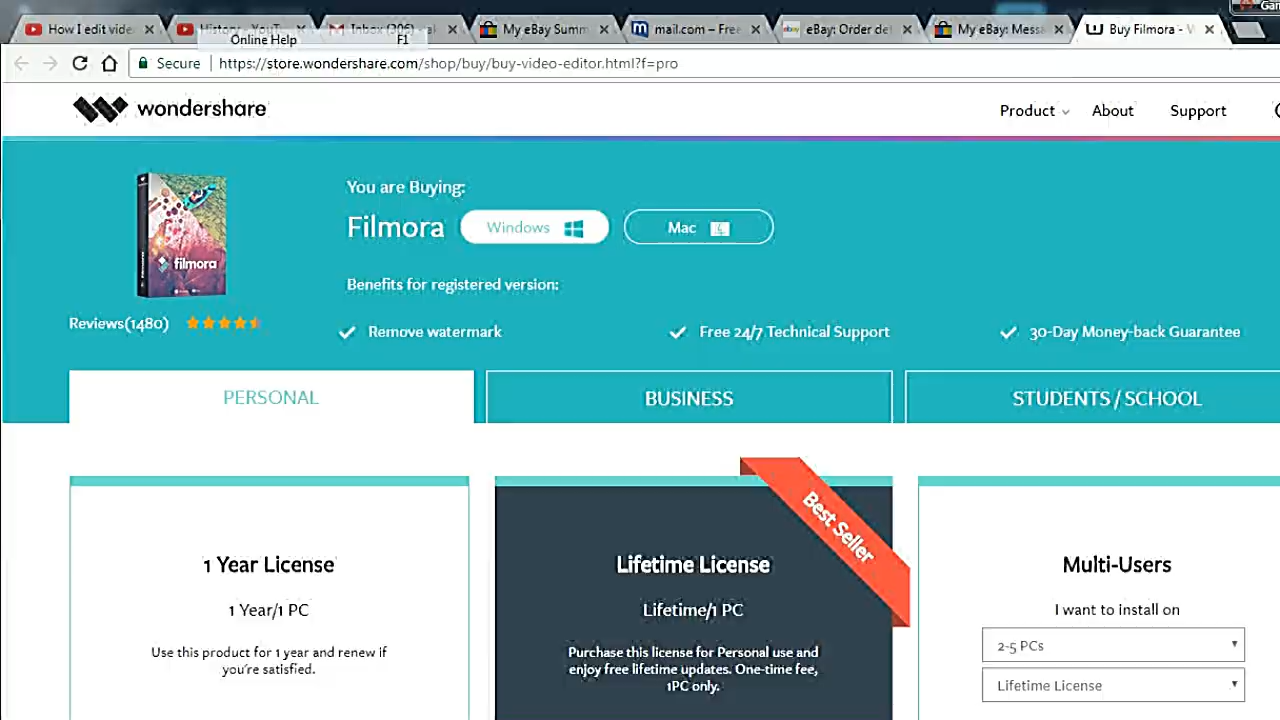 How I edit vide
History - YouT
Inbox (306)
My eBay Summ
mail.com – Free
eBay: Order det
My eBay: Mess
Buy Filmora -
Online Help F1
Secure https://store.wondershare.com/shop/buy/buy-video-editor.html?f=pro
wondershare
Product About Support
You are Buying:
Filmora Windows Mac
filmora
Benefits for registered version:
Reviews(1480)
Remove watermark Free 24/7 Technical Support 30-Day Money-back Guarantee
PERSONAL BUSINESS STUDENTS / SCHOOL
Best Seller
1 Year License
1 Year/1 PC
Use this product for 1 year and renew if
you're satisfied.
Lifetime License
Lifetime/1 PC
Purchase this license for Personal use and
enjoy free lifetime updates. One-time fee,
1PC only.
Multi-Users
I want to install on
2-5 PCs
Lifetime License